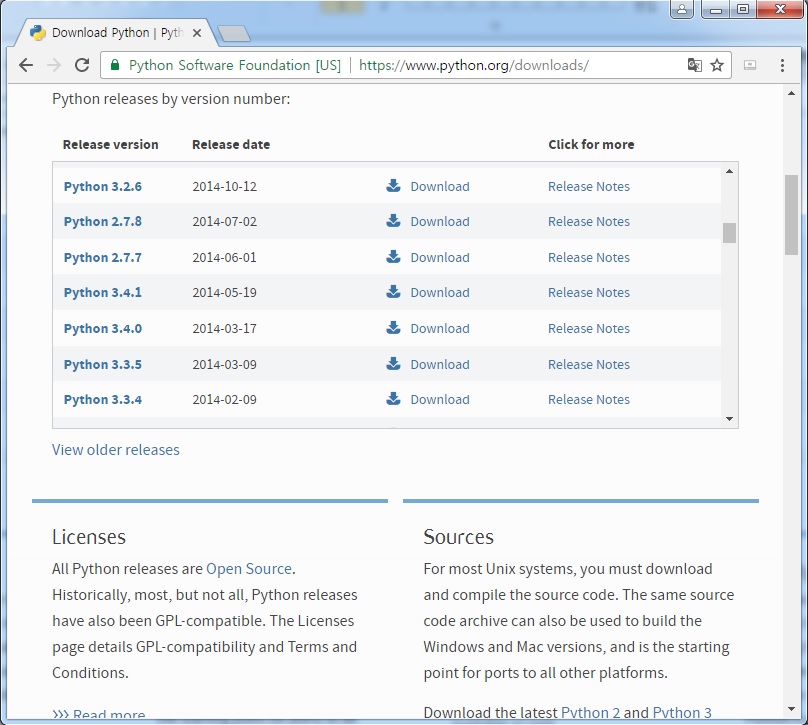 Download Python | Pyth
Python Software Foundation [US] | https://www.python.org/downloads/
Python releases by version number:
Release version Release date Click for more
Python 3.2.6 2014-10-12 Download Release Notes
Python 2.7.8 2014-07-02 Download Release Notes
Python 2.7.7 2014-06-01 Download Release Notes
Python 3.4.1 2014-05-19 Download Release Notes
Python 3.4.0 2014-03-17 Download Release Notes
Python 3.3.5 2014-03-09 Download Release Notes
Python 3.3.4 2014-02-09 Download Release Notes
View older releases
Licenses
All Python releases are Open Source.
Historically, most, but not all, Python releases
have also been GPL-compatible. The Licenses
page details GPL-compatibility and Terms and
Conditions.
>>> Read more
Sources
For most Unix systems, you must download
and compile the source code. The same source
code archive can also be used to build the
Windows and Mac versions, and is the starting
point for ports to all other platforms.
Download the latest Python 2 and Python 3